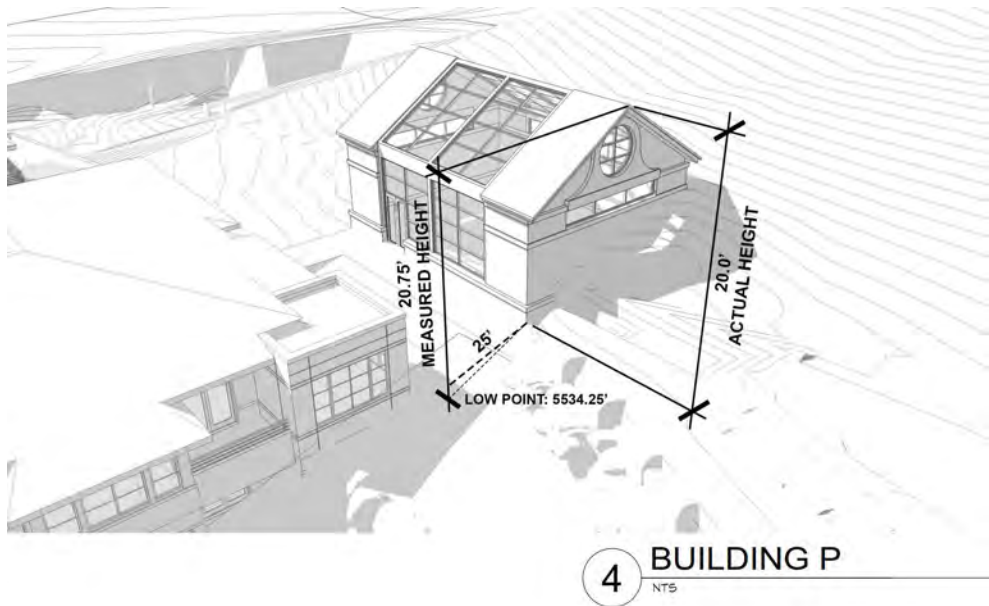 20.75'
MEASURED HEIGHT
25'
LOW POINT: 5534.25'
20.0'
ACTUAL HEIGHT
4
BUILDING P
NTS